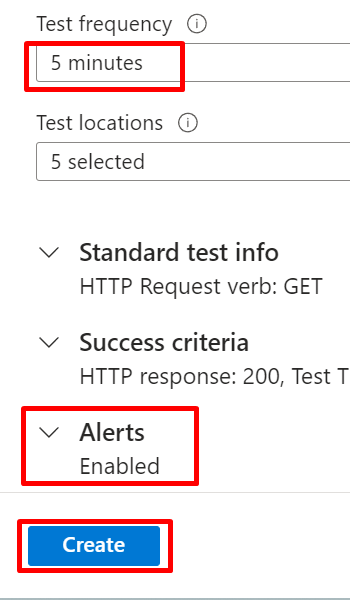 Test frequency
5 minutes
Test locations
5 selected
Standard test info
HTTP Request verb: GET
Success criteria
HTTP response: 200, Test T
Alerts
Enabled
Create